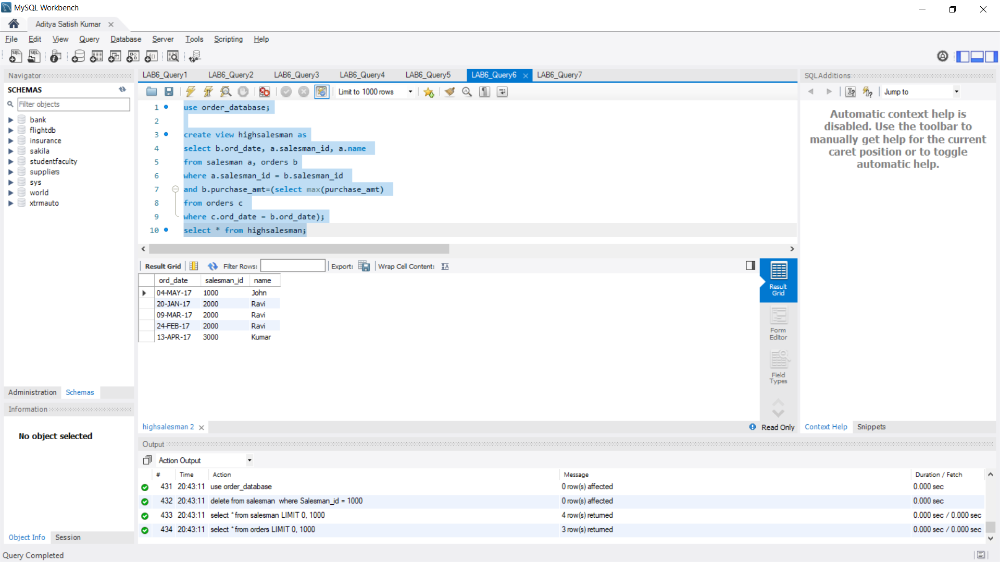 MySQL Workbench
Aditya Satish Kumar
File Edit View Query Database Server Tools Scripting Help
Navigator
SCHEMAS
Filter objects
bank
flightdb
insurance
sakila
studentfaculty
suppliers
sys
world
xtrmauto
Administration Schemas
Information
No object selected
Object Info Session
LAB6_Query1 LAB6_Query2 LAB6_Query3 LAB6_Query4 LAB6_Query5 LAB6_Query6 LAB6_Query7
Limit to 1000 rows
1 use order_database;
2
3 create view highsalesman as
4 select b.ord_date, a.salesman_id, a.name
5 from salesman a, orders b
6 where a.salesman_id = b.salesman_id
7 and b.purchase_amt=(select max(purchase_amt)
8 from orders c
9 where c.ord_date = b.ord_date);
10 select * from highsalesman;
Result Grid Filter Rows: Export: Wrap Cell Content:
ord_date salesman_id name
04-MAY-17 1000 John
20-JAN-17 2000 Ravi
09-MAR-17 2000 Ravi
24-FEB-17 2000 Ravi
13-APR-17 3000 Kumar
Result
Grid
Form
Editor
Field
Types
highsalesman 2
Read Only
SQLAdditions
Jump to
Automatic context help is
disabled. Use the toolbar to
manually get help for the current
caret position or to toggle
automatic help.
Context Help Snippets
Output
Action Output
# Time Action Message Duration / Fetch
431 20:43:11 use order_database 0 row(s) affected 0.000 sec
432 20:43:11 delete from salesman where Salesman_id = 1000 0 row(s) affected 0.000 sec
433 20:43:11 select * from salesman LIMIT 0, 1000 4 row(s) returned 0.000 sec / 0.000 sec
434 20:43:11 select * from orders LIMIT 0, 1000 3 row(s) returned 0.000 sec / 0.000 sec
Query Completed